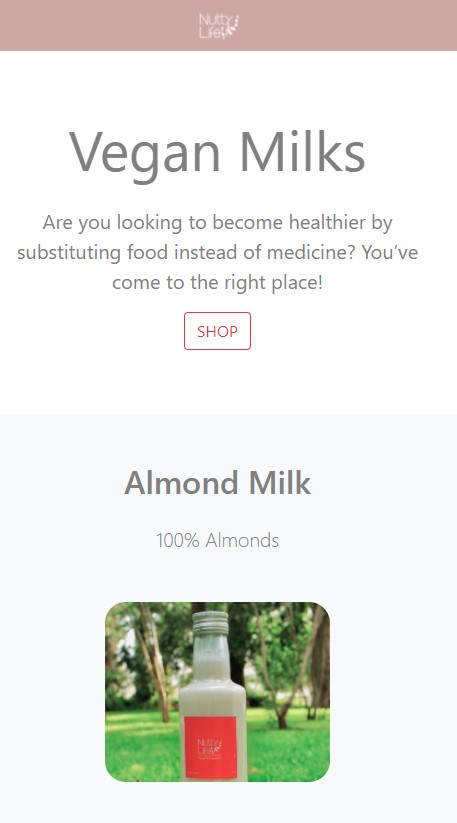 Nutty
Life
Vegan Milks
Are you looking to become healthier by
substituting food instead of medicine? You’ve
come to the right place!
SHOP
Almond Milk
100% Almonds
Nutty
Life